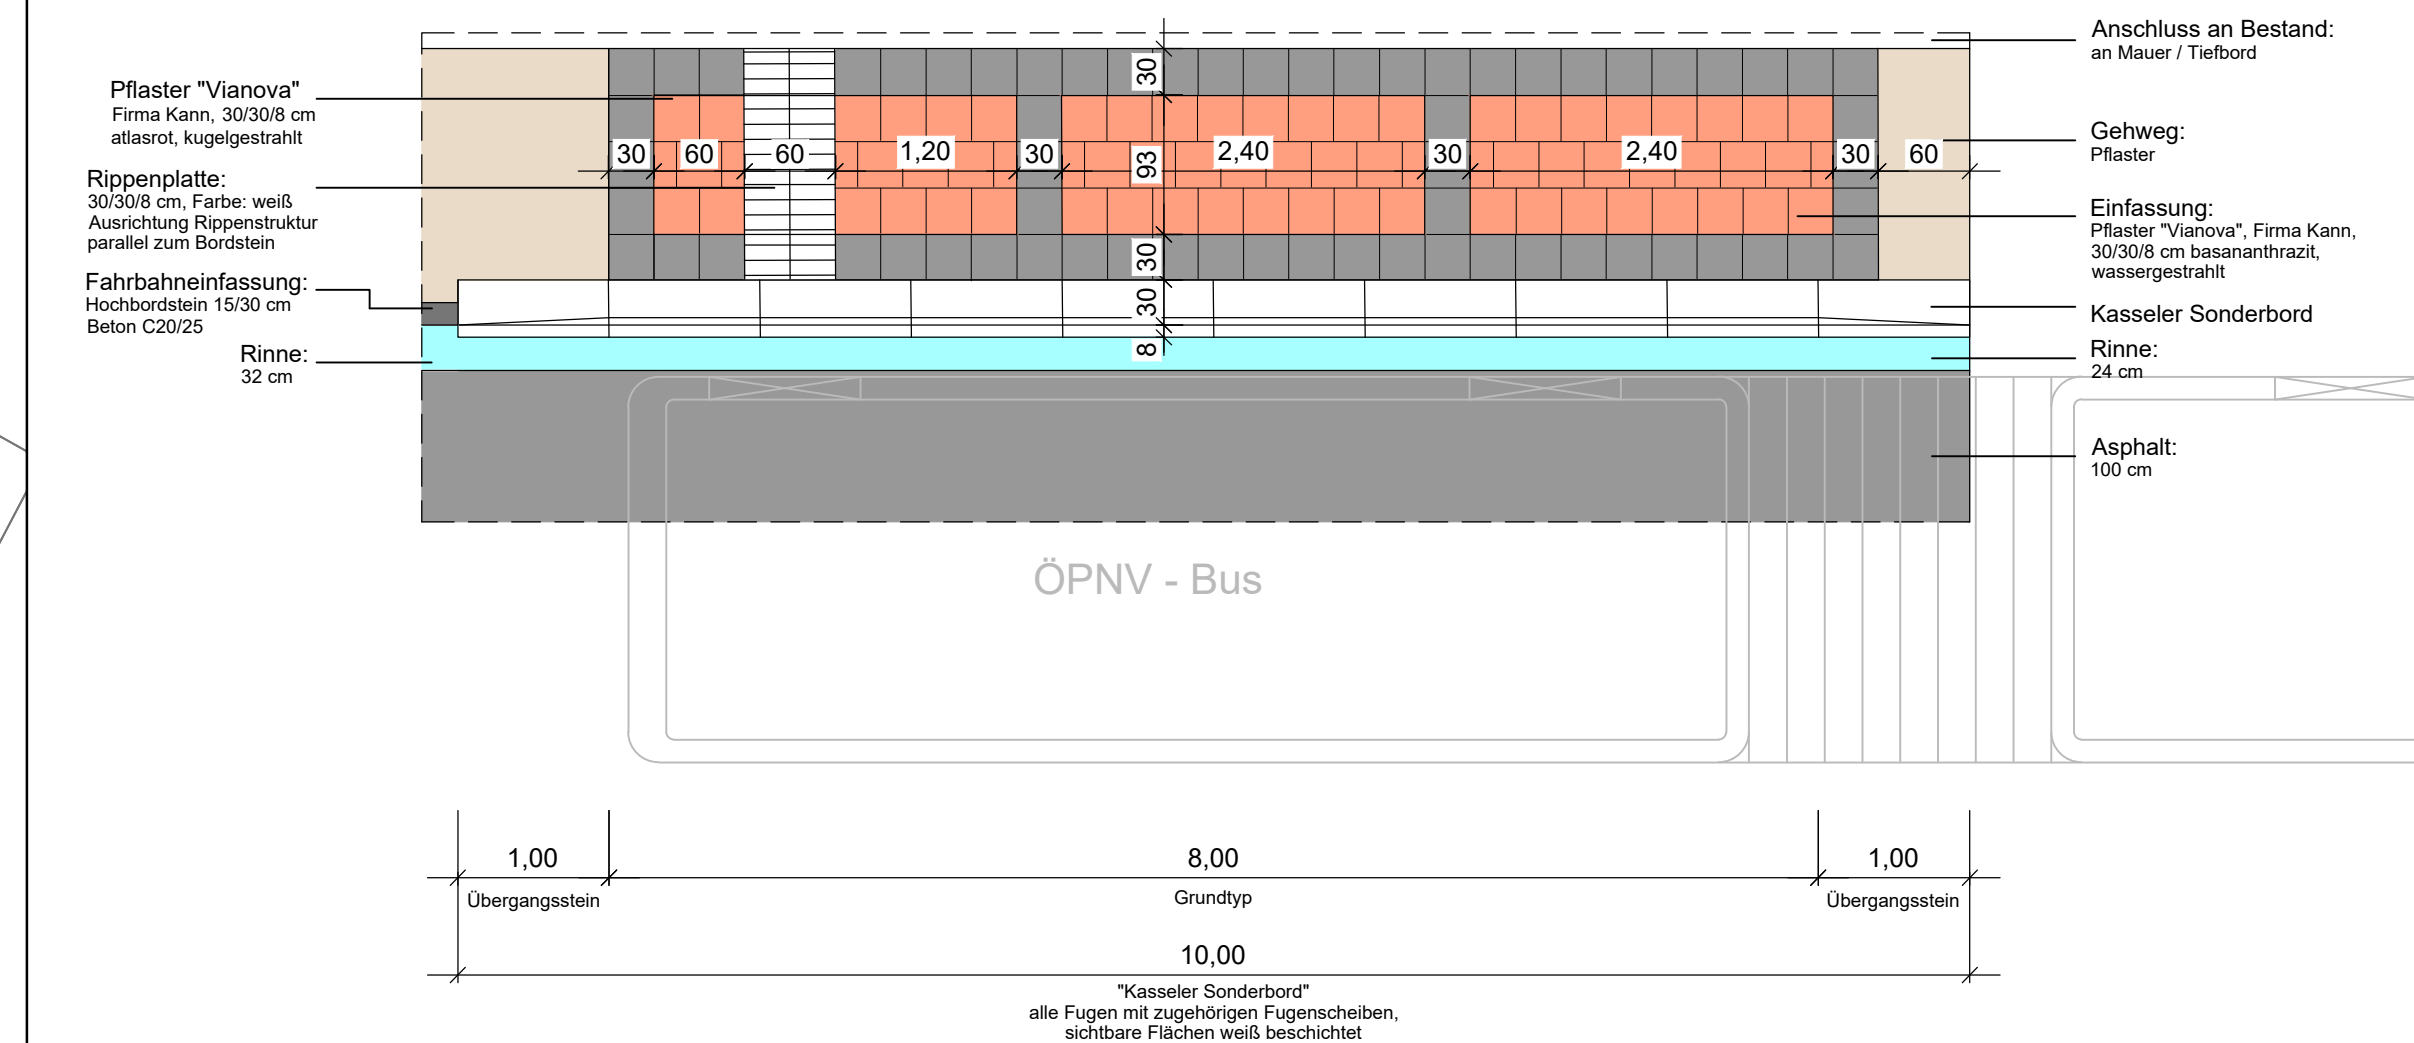 Anschluss an Bestand:
an Mauer / Tiefbord
Pflaster "Vianova"
Firma Kann, 30/30/8 cm
atlasrot, kugelgestrahlt
Rippenplatte:
30/30/8 cm, Farbe: weiß
Ausrichtung Rippenstruktur
parallel zum Bordstein
Fahrbahneinfassung:
Hochbordstein 15/30 cm
Beton C20/25
Rinne:
32 cm
30
30 60 60 1,20 30 93 2,40 30 2,40 30 60
30
30
8
Gehweg:
Pflaster
Einfassung:
Pflaster "Vianova", Firma Kann,
30/30/8 cm basananthrazit,
wassergestrahlt
Kasseler Sonderbord
Rinne:
24 cm
Asphalt:
100 cm
ÖPNV - Bus
1,00 8,00 1,00
Übergangsstein Grundtyp Übergangsstein
10,00
"Kasseler Sonderbord"
alle Fugen mit zugehörigen Fugenscheiben,
sichtbare Flächen weiß beschichtet